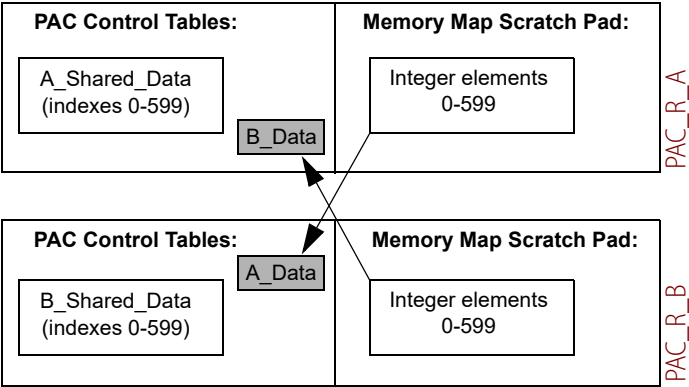 PAC Control Tables:
Memory Map Scratch Pad:
A_Shared_Data
(indexes 0-599)
Integer elements
0-599
B_Data
PAC_R_A
PAC Control Tables:
Memory Map Scratch Pad:
A_Data
B_Shared_Data
(indexes 0-599)
Integer elements
0-599
PAC_R_B